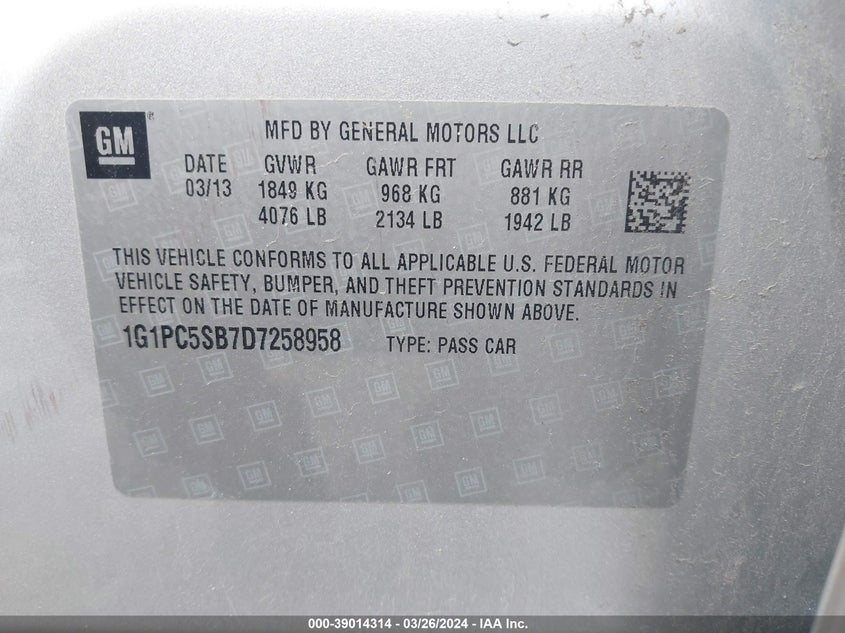 GM
MFD BY GENERAL MOTORS LLC
DATE GVWR GAWR FRT GAWR RR
03/13 1849 KG 968 KG 881 KG
4076 LB 2134 LB 1942 LB
THIS VEHICLE CONFORMS TO ALL APPLICABLE U.S. FEDERAL MOTOR
VEHICLE SAFETY, BUMPER, AND THEFT PREVENTION STANDARDS IN
EFFECT ON THE DATE OF MANUFACTURE SHOWN ABOVE.
1G1PC5SB7D7258958 TYPE: PASS CAR
000-39014314 / 03/26/2024 / IAA Inc.